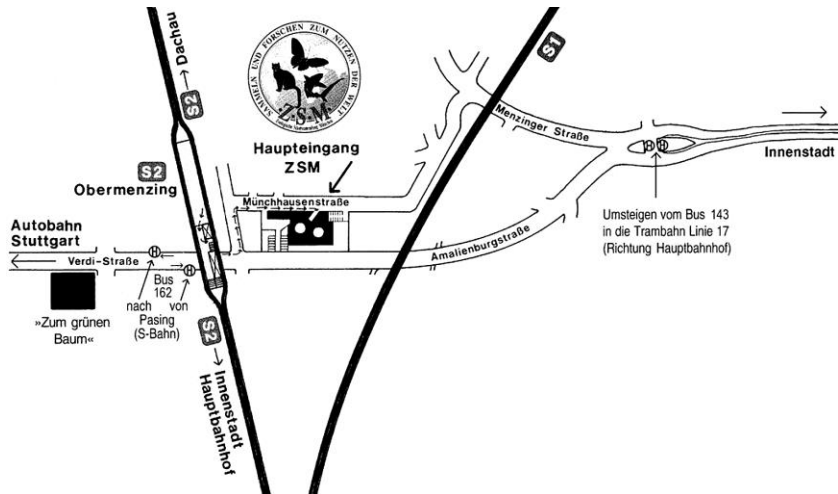 S2 → Dachau
S1
SAMMELN UND FORSCHEN ZUM NUTZEN DER WELT
·Z·S·M·
Haupteingang
ZSM
Menzinger Straße
Innenstadt
S2
Obermenzing
Münchhausenstraße
Autobahn
Stuttgart
Verdi-Straße
Amalienburgstraße
Umsteigen vom Bus 143
in die Trambahn Linie 17
(Richtung Hauptbahnhof)
H
H
H
H
Bus
162
nach von
Pasing
(S-Bahn)
»Zum grünen
Baum«
S2 → Innenstadt
Hauptbahnhof